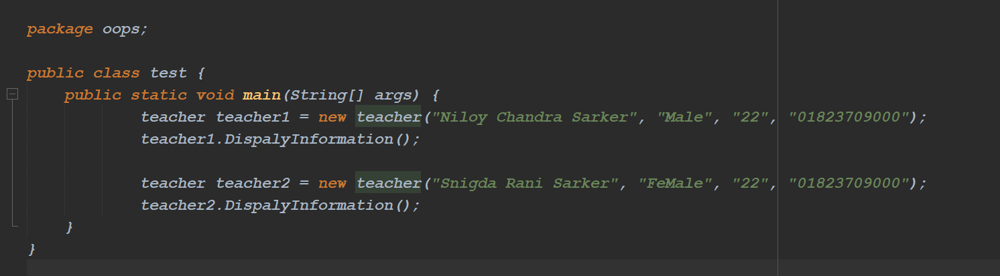 package oops;
public class test {
public static void main(String[] args) {
teacher teacher1 = new teacher("Niloy Chandra Sarker", "Male", "22", "01823709000");
teacher1.DispalyInformation();
teacher teacher2 = new teacher("Snigda Rani Sarker", "FeMale", "22", "01823709000");
teacher2.DispalyInformation();
}
}